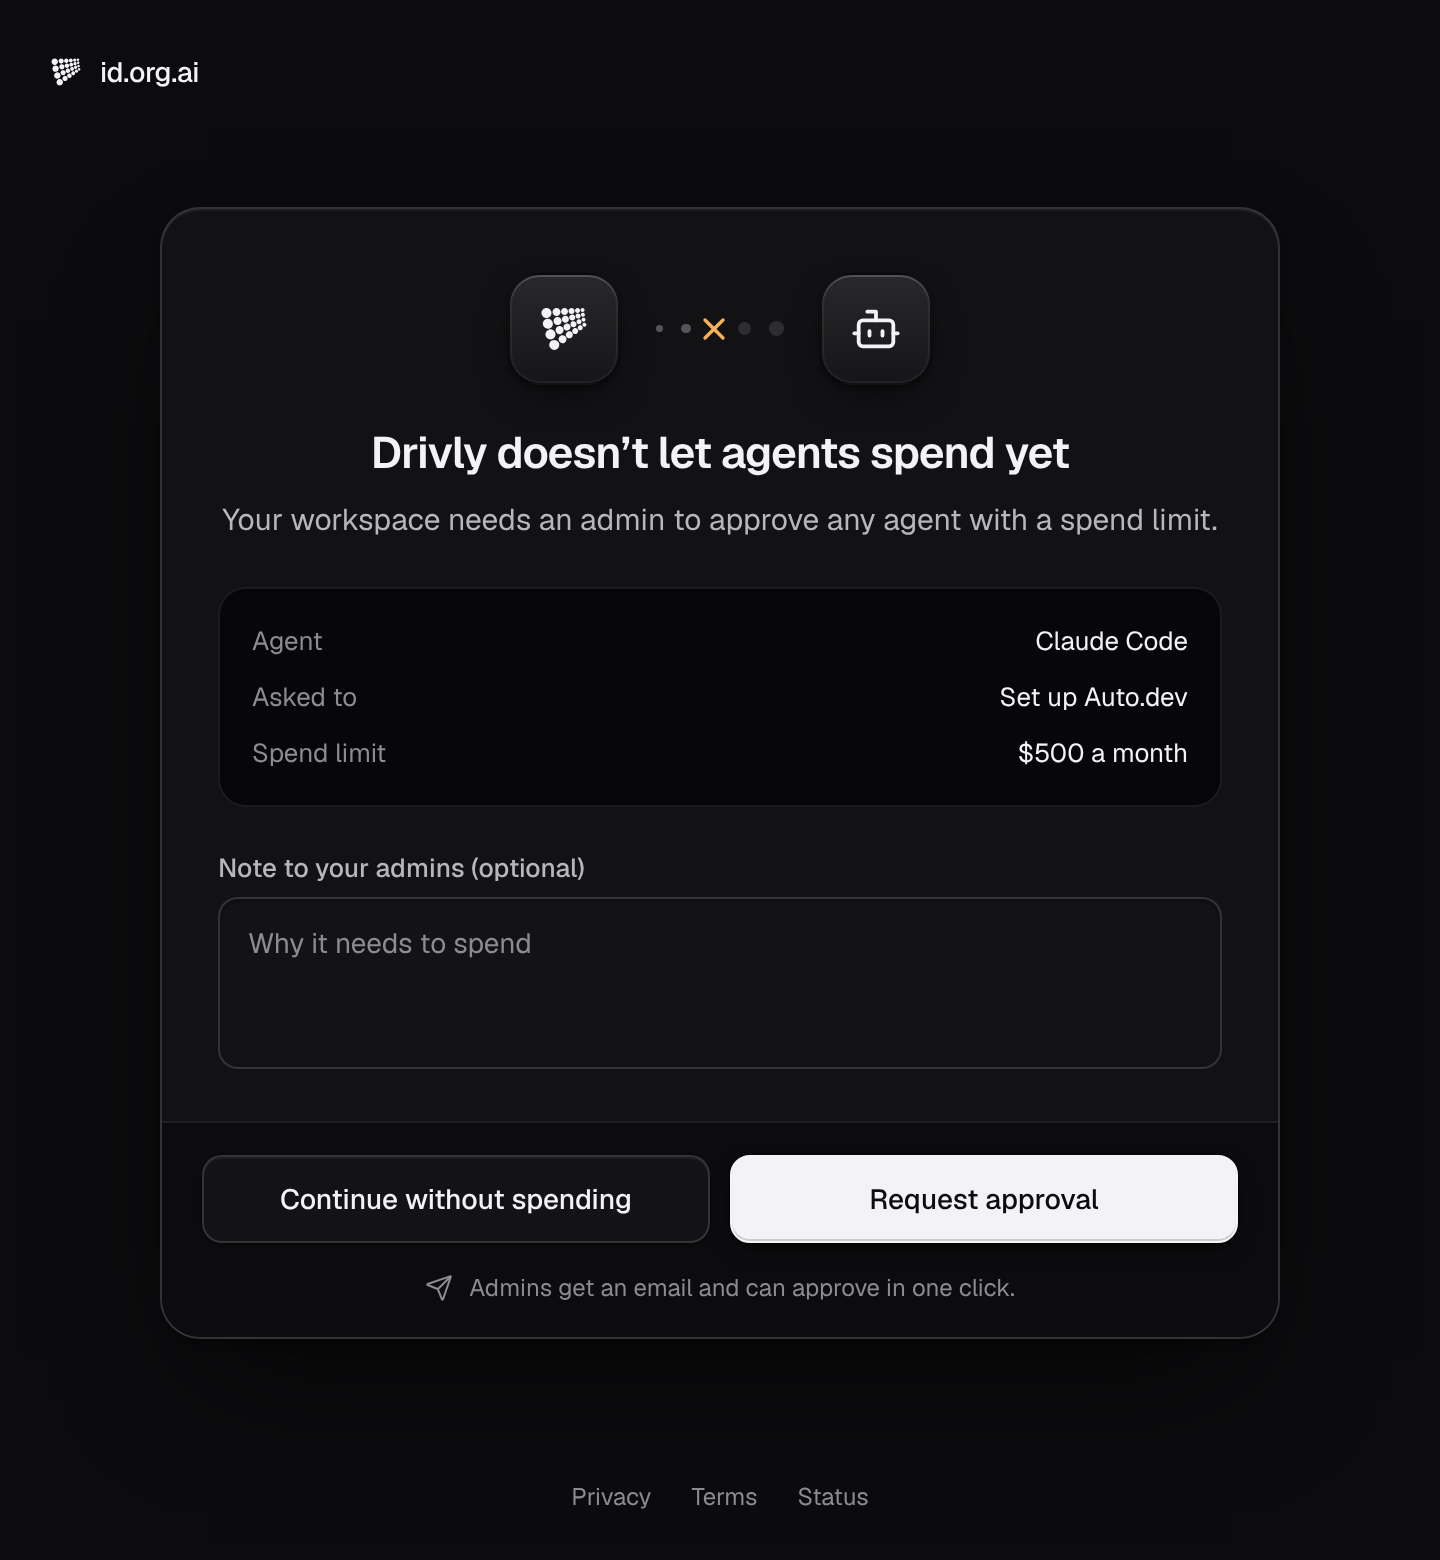 id.org.ai
Drivly doesn’t let agents spend yet
Your workspace needs an admin to approve any agent with a spend limit.
Agent Claude Code
Asked to Set up Auto.dev
Spend limit $500 a month
Note to your admins (optional)
Why it needs to spend
Continue without spending Request approval
Admins get an email and can approve in one click.
Privacy Terms Status